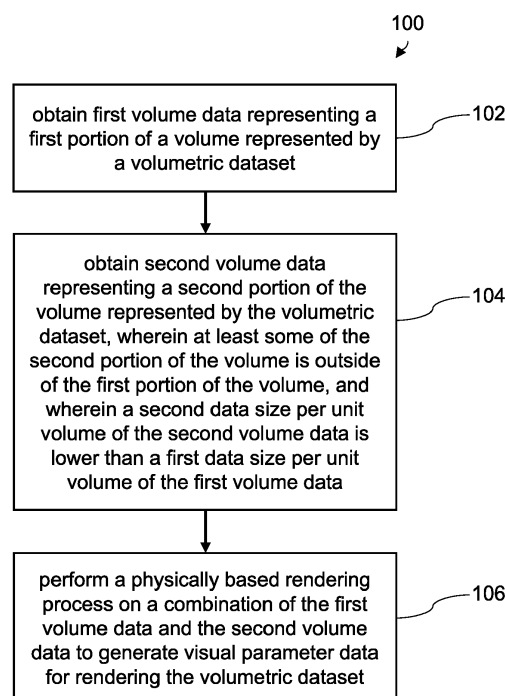 100
obtain first volume data representing a
first portion of a volume represented by
a volumetric dataset
102
obtain second volume data
representing a second portion of the
volume represented by the volumetric
dataset, wherein at least some of the
second portion of the volume is outside
of the first portion of the volume, and
wherein a second data size per unit
volume of the second volume data is
lower than a first data size per unit
volume of the first volume data
104
perform a physically based rendering
process on a combination of the first
volume data and the second volume
data to generate visual parameter data
for rendering the volumetric dataset
106